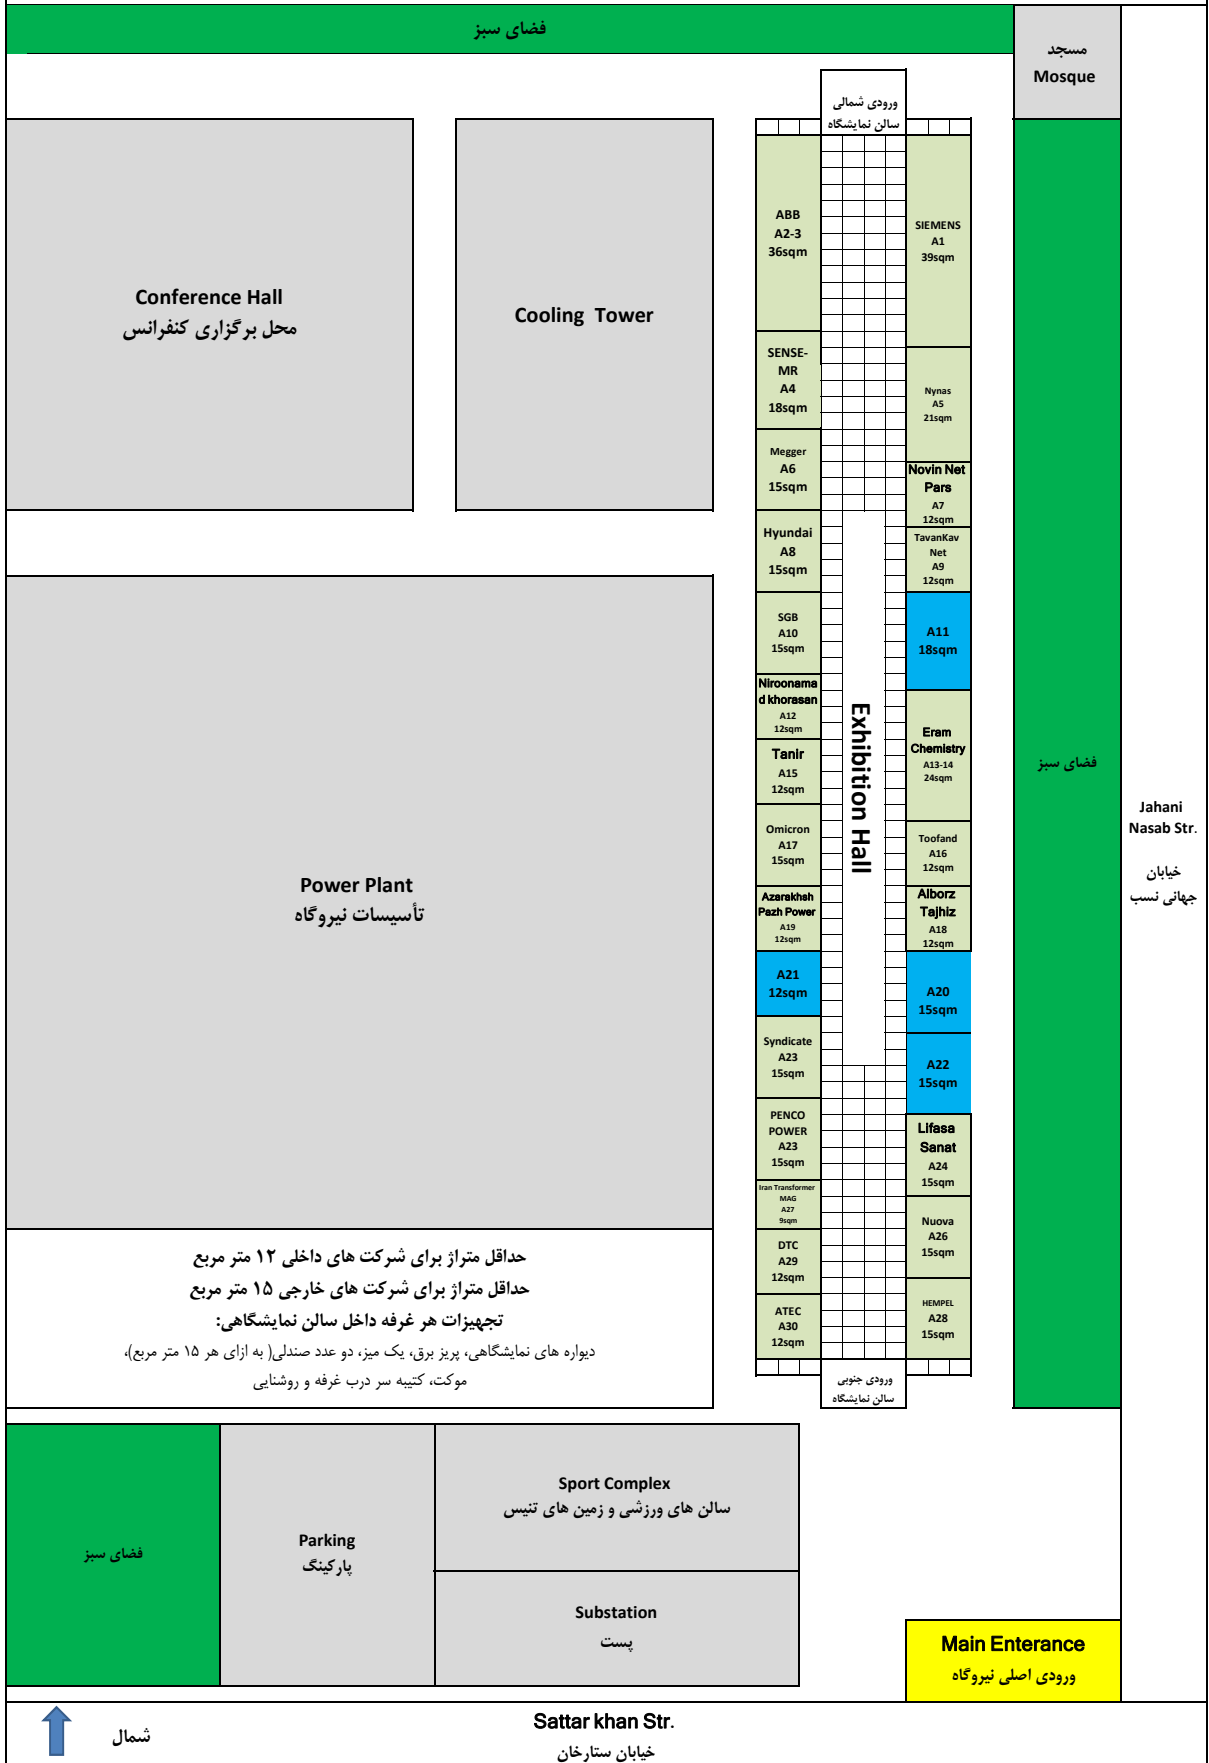 فضای سبز
مسجد
Mosque
ورودی شمالی
سالن نمایشگاه
Conference Hall
محل برگزاری کنفرانس
Cooling Tower
ABB
A2-3
36sqm
SENSE-
MR
A4
18sqm
Megger
A6
15sqm
Hyundai
A8
15sqm
SGB
A10
15sqm
Niroonama
d khorasan
A12
12sqm
Tanir
A15
12sqm
Omicron
A17
15sqm
Azarakhsh
Pazh Power
A19
12sqm
A21
12sqm
Syndicate
A23
15sqm
PENCO
POWER
A23
15sqm
Iran Transformer
MAG
A27
9sqm
DTC
A29
12sqm
ATEC
A30
12sqm
Exhibition Hall
SIEMENS
A1
39sqm
Nynas
A5
21sqm
Novin Net
Pars
A7
12sqm
TavanKav
Net
A9
12sqm
A11
18sqm
Eram
Chemistry
A13-14
24sqm
Toofand
A16
12sqm
Alborz
Tajhiz
A18
12sqm
A20
15sqm
A22
15sqm
Lifasa
Sanat
A24
15sqm
Nuova
A26
15sqm
HEMPEL
A28
15sqm
ورودی جنوبی
سالن نمایشگاه
فضای سبز
Jahani
Nasab Str.
خیابان
جهانی نسب
Power Plant
تأسیسات نیروگاه
حداقل متراژ برای شرکت های داخلی ۱۲ متر مربع
حداقل متراژ برای شرکت های خارجی ۱۵ متر مربع
تجهیزات هر غرفه داخل سالن نمایشگاهی:
دیواره های نمایشگاهی، پریز برق، یک میز، دو عدد صندلی( به ازای هر ۱۵ متر مربع)،
موکت، کتیبه سر درب غرفه و روشنایی
فضای سبز
Parking
پارکینگ
Sport Complex
سالن های ورزشی و زمین های تنیس
Substation
پست
Main Enterance
ورودی اصلی نیروگاه
شمال
Sattar khan Str.
خیابان ستارخان